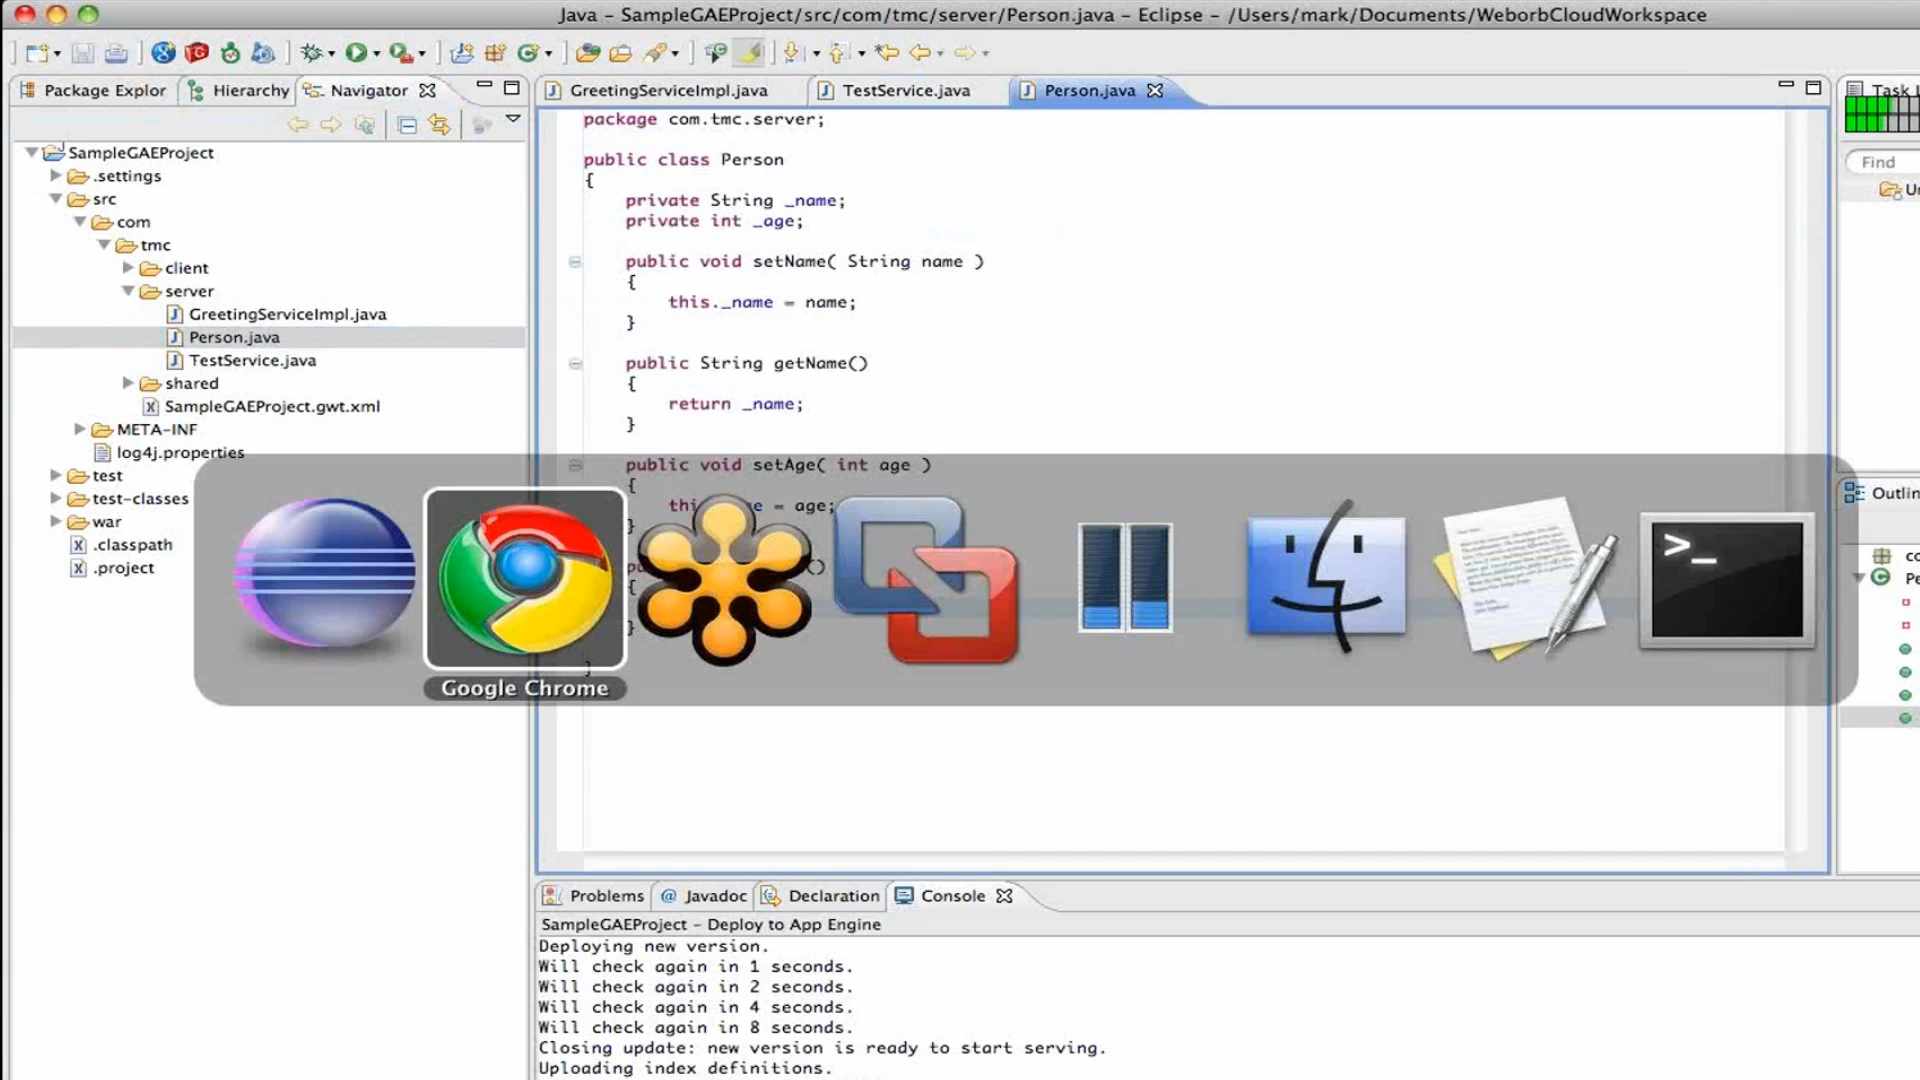 Java – SampleGAEProject/src/com/tmc/server/Person.java – Eclipse – /Users/mark/Documents/WeborbCloudWorkspace
Package Explor
Hierarchy
Navigator
GreetingServiceImpl.java
TestService.java
Person.java
Task L
Find
SampleGAEProject
.settings
src
com
tmc
client
server
GreetingServiceImpl.java
Person.java
TestService.java
shared
SampleGAEProject.gwt.xml
META-INF
log4j.properties
test
test-classes
war
.classpath
.project
package com.tmc.server;
public class Person
{
private String _name;
private int _age;
public void setName( String name )
{
this._name = name;
}
public String getName()
{
return _name;
}
public void setAge( int age )
{
= age;
}
()
{
}
}
Google Chrome
>_
Outlin
Problems
@ Javadoc
Declaration
Console
SampleGAEProject – Deploy to App Engine
Deploying new version.
Will check again in 1 seconds.
Will check again in 2 seconds.
Will check again in 4 seconds.
Will check again in 8 seconds.
Closing update: new version is ready to start serving.
Uploading index definitions.